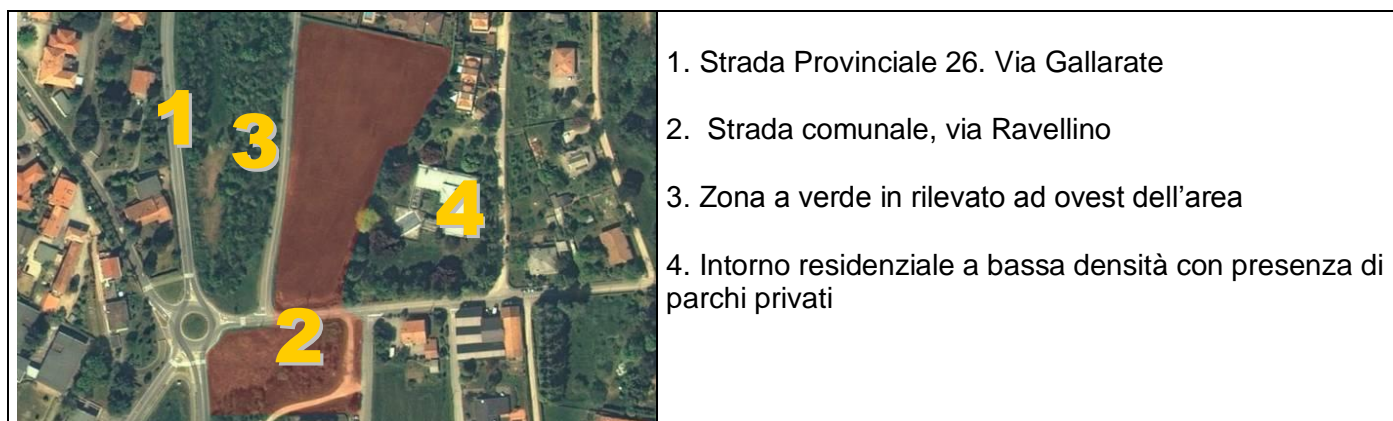 1
3
4
2
1. Strada Provinciale 26. Via Gallarate
2. Strada comunale, via Ravellino
3. Zona a verde in rilevato ad ovest dell'area
4. Intorno residenziale a bassa densità con presenza di
parchi privati